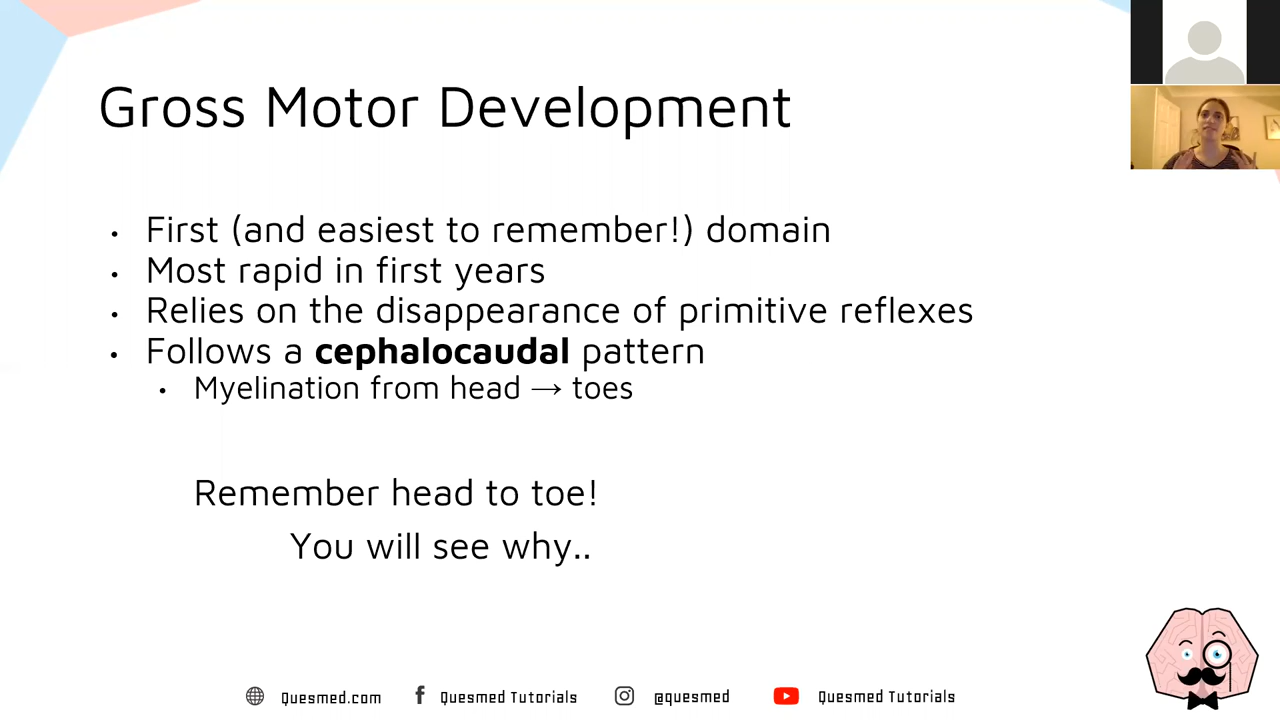 Gross Motor Development
• First (and easiest to remember!) domain
• Most rapid in first years
• Relies on the disappearance of primitive reflexes
• Follows a cephalocaudal pattern
• Myelination from head → toes
Remember head to toe!
You will see why..
Quesmed.com Quesmed Tutorials @quesmed Quesmed Tutorials